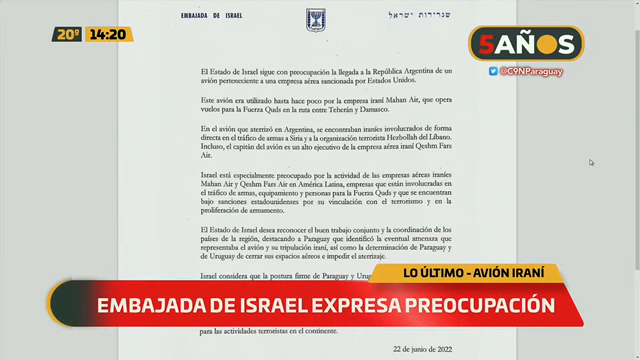 EMBAJADA DE ISRAEL
שגרירות ישראל
20º
14:20
5AÑOS
@C9NParaguay
El Estado de Israel sigue con preocupación la llegada a la República Argentina de un
avión perteneciente a una empresa aérea sancionada por Estados Unidos.
Este avión era utilizado hasta hace poco por la empresa iraní Mahan Air, que opera
vuelos para la Fuerza Quds en la ruta entre Teherán y Damasco.
En el avión que aterrizó en Argentina, se encontraban iraníes involucrados de forma
directa en el tráfico de armas a Siria y a la organización terrorista Hezbollah del Líbano.
Incluso, el capitán del avión es un alto ejecutivo de la empresa aérea iraní Qeshm Fars
Air.
Israel está especialmente preocupado por la actividad de las empresas aéreas iraníes
Mahan Air y Qeshm Fars Air en América Latina, empresas que están involucradas en
el tráfico de armas, equipamiento y personas para la Fuerza Quds y que se encuentran
bajo sanciones estadounidenses por su vinculación con el terrorismo y en la
proliferación de armamento.
El Estado de Israel desea reconocer el buen trabajo conjunto y la coordinación de los
países de la región, destacando a Paraguay que identificó la eventual amenaza que
representaba el avión y su tripulación iraní, así como la determinación de Paraguay y
de Uruguay de cerrar sus espacios aéreos e impedir el aterrizaje.
Israel considera que la postura firme de Paraguay y Uruguay
LO ÚLTIMO - AVIÓN IRANÍ
EMBAJADA DE ISRAEL EXPRESA PREOCUPACIÓN
para las actividades terroristas en el continente.
22 de junio de 2022